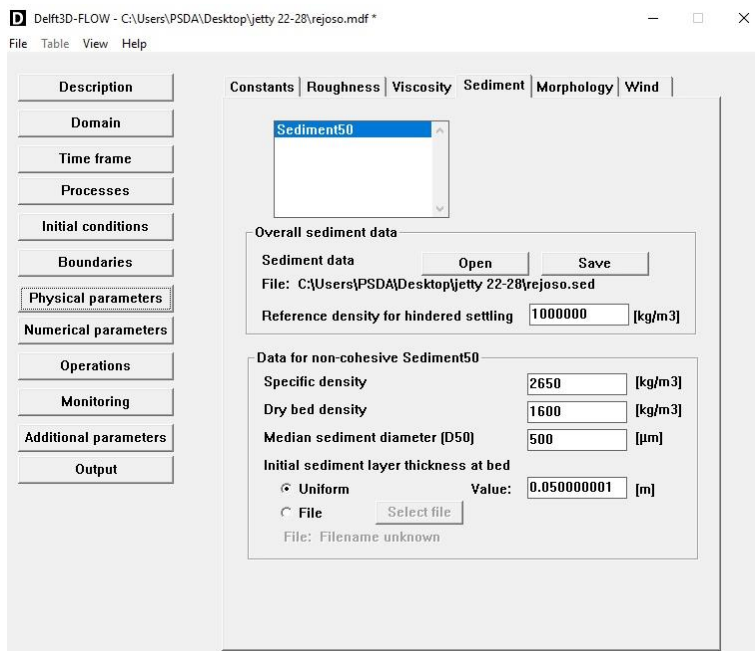 Delft3D-FLOW - C:\Users\PSDA\Desktop\jetty 22-28\rejoso.mdf *
File Table View Help
Description
Domain
Time frame
Processes
Initial conditions
Boundaries
Physical parameters
Numerical parameters
Operations
Monitoring
Additional parameters
Output
Constants Roughness Viscosity Sediment Morphology Wind
Sediment50
Overall sediment data
Sediment data Open Save
File: C:\Users\PSDA\Desktop\jetty 22-28\rejoso.sed
Reference density for hindered settling 1000000 [kg/m3]
Data for non-cohesive Sediment50
Specific density 2650 [kg/m3]
Dry bed density 1600 [kg/m3]
Median sediment diameter (D50) 500 [µm]
Initial sediment layer thickness at bed
Uniform Value: 0.050000001 [m]
File Select file
File: Filename unknown